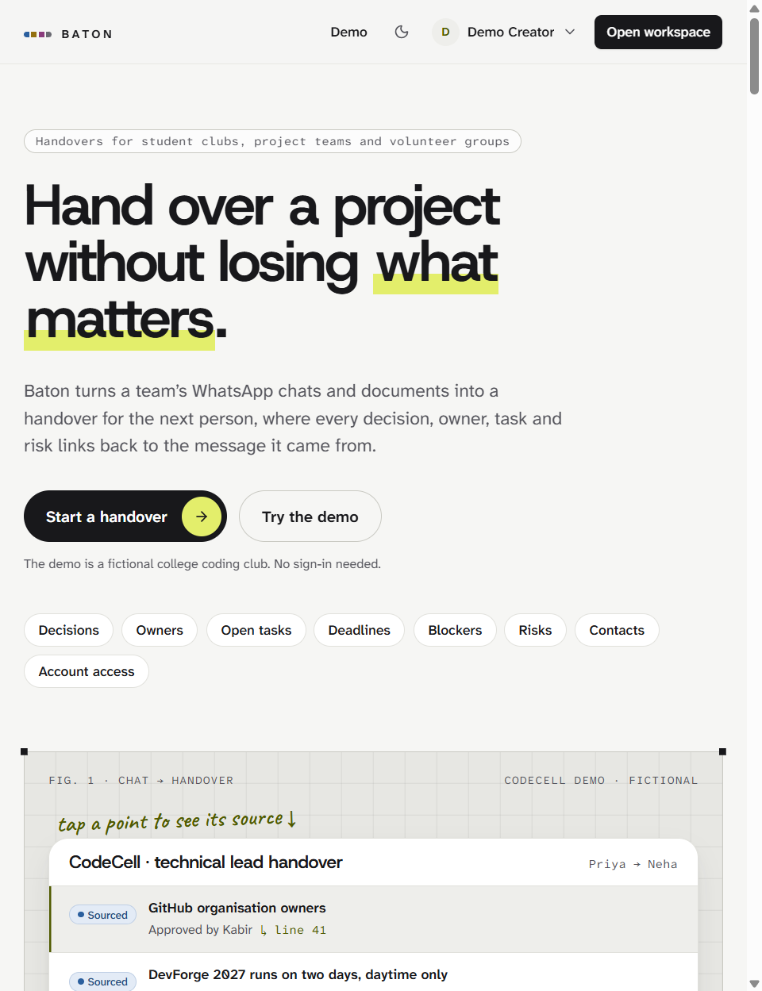 BATON
Demo
D
Demo Creator
Open workspace
Handovers for student clubs, project teams and volunteer groups
Hand over a project
without losing what
matters.
Baton turns a team’s WhatsApp chats and documents into a
handover for the next person, where every decision, owner, task and
risk links back to the message it came from.
Start a handover →
Try the demo
The demo is a fictional college coding club. No sign-in needed.
Decisions
Owners
Open tasks
Deadlines
Blockers
Risks
Contacts
Account access
FIG. 1 · CHAT → HANDOVER
CODECELL DEMO · FICTIONAL
tap a point to see its source ↓
CodeCell · technical lead handover
Priya → Neha
Sourced
GitHub organisation owners
Approved by Kabir ↳ line 41
Sourced
DevForge 2027 runs on two days, daytime only